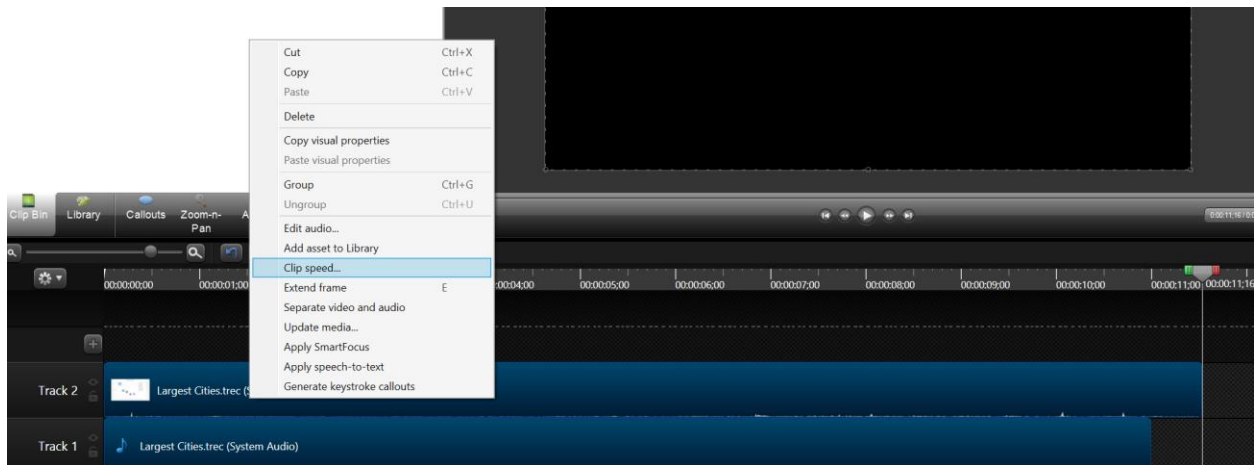 Cut Ctrl+X
Copy Ctrl+C
Paste Ctrl+V
Delete
Copy visual properties
Paste visual properties
Group Ctrl+G
Ungroup Ctrl+U
Edit audio...
Add asset to Library
Clip speed...
Extend frame E
Separate video and audio
Update media...
Apply SmartFocus
Apply speech-to-text
Generate keystroke callouts
Clip Bin Library Callouts Zoom-n- A
Pan
0:00:11;16 / 0:0
00:00:00;00 00:00:01;00 :00:04;00 00:00:05;00 00:00:06;00 00:00:07;00 00:00:08;00 00:00:09;00 00:00:10;00 00:00:11;00 00:00:11;16
Track 2 Largest Cities.trec (S
Track 1 Largest Cities.trec (System Audio)